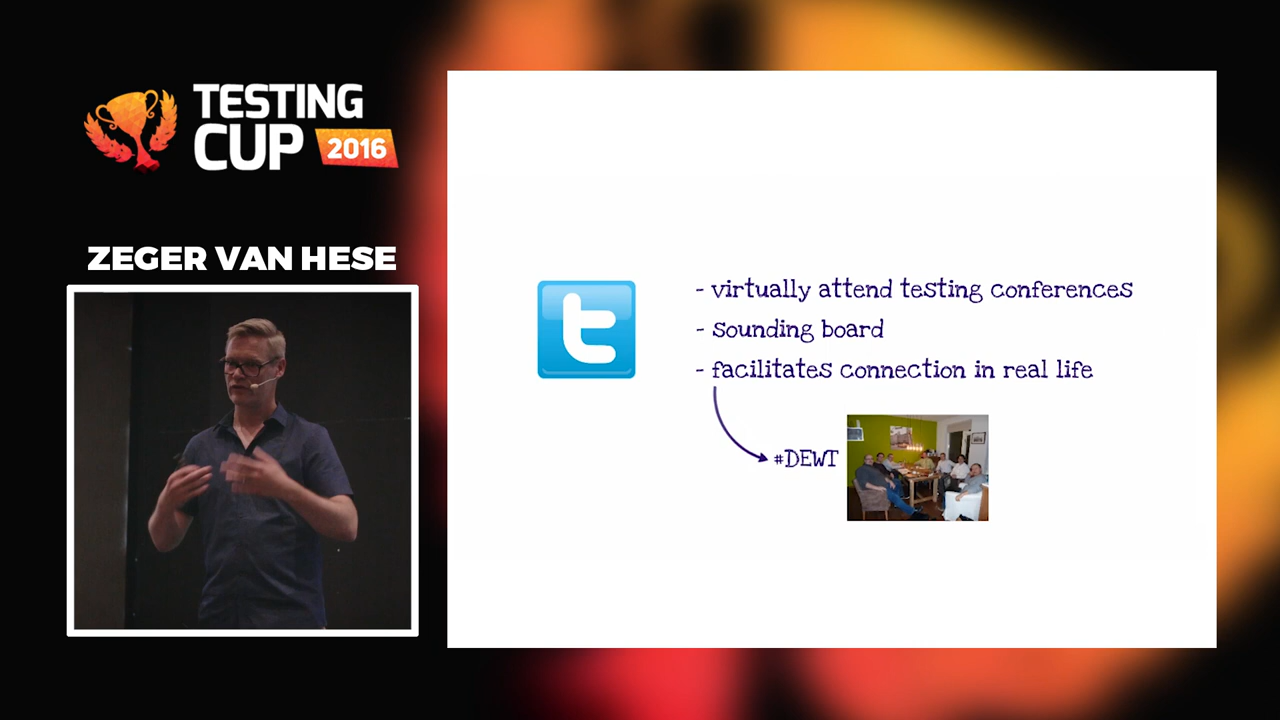 TESTING
CUP 2016
ZEGER VAN HESE
t
- virtually attend testing conferences
- sounding board
- facilitates connection in real life
#DEWT